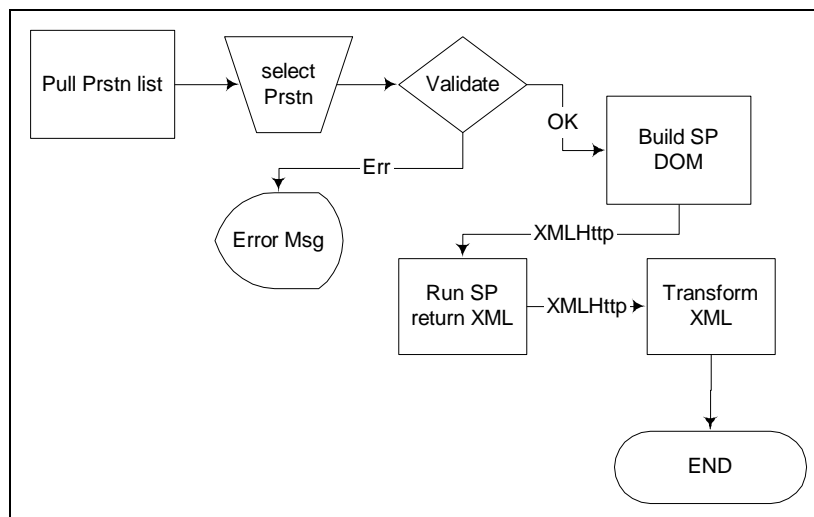 Pull Prstn list
select
Prstn
Validate
OK
Build SP
DOM
Err
Error Msg
XMLHttp
Run SP
return XML
XMLHttp
Transform
XML
END